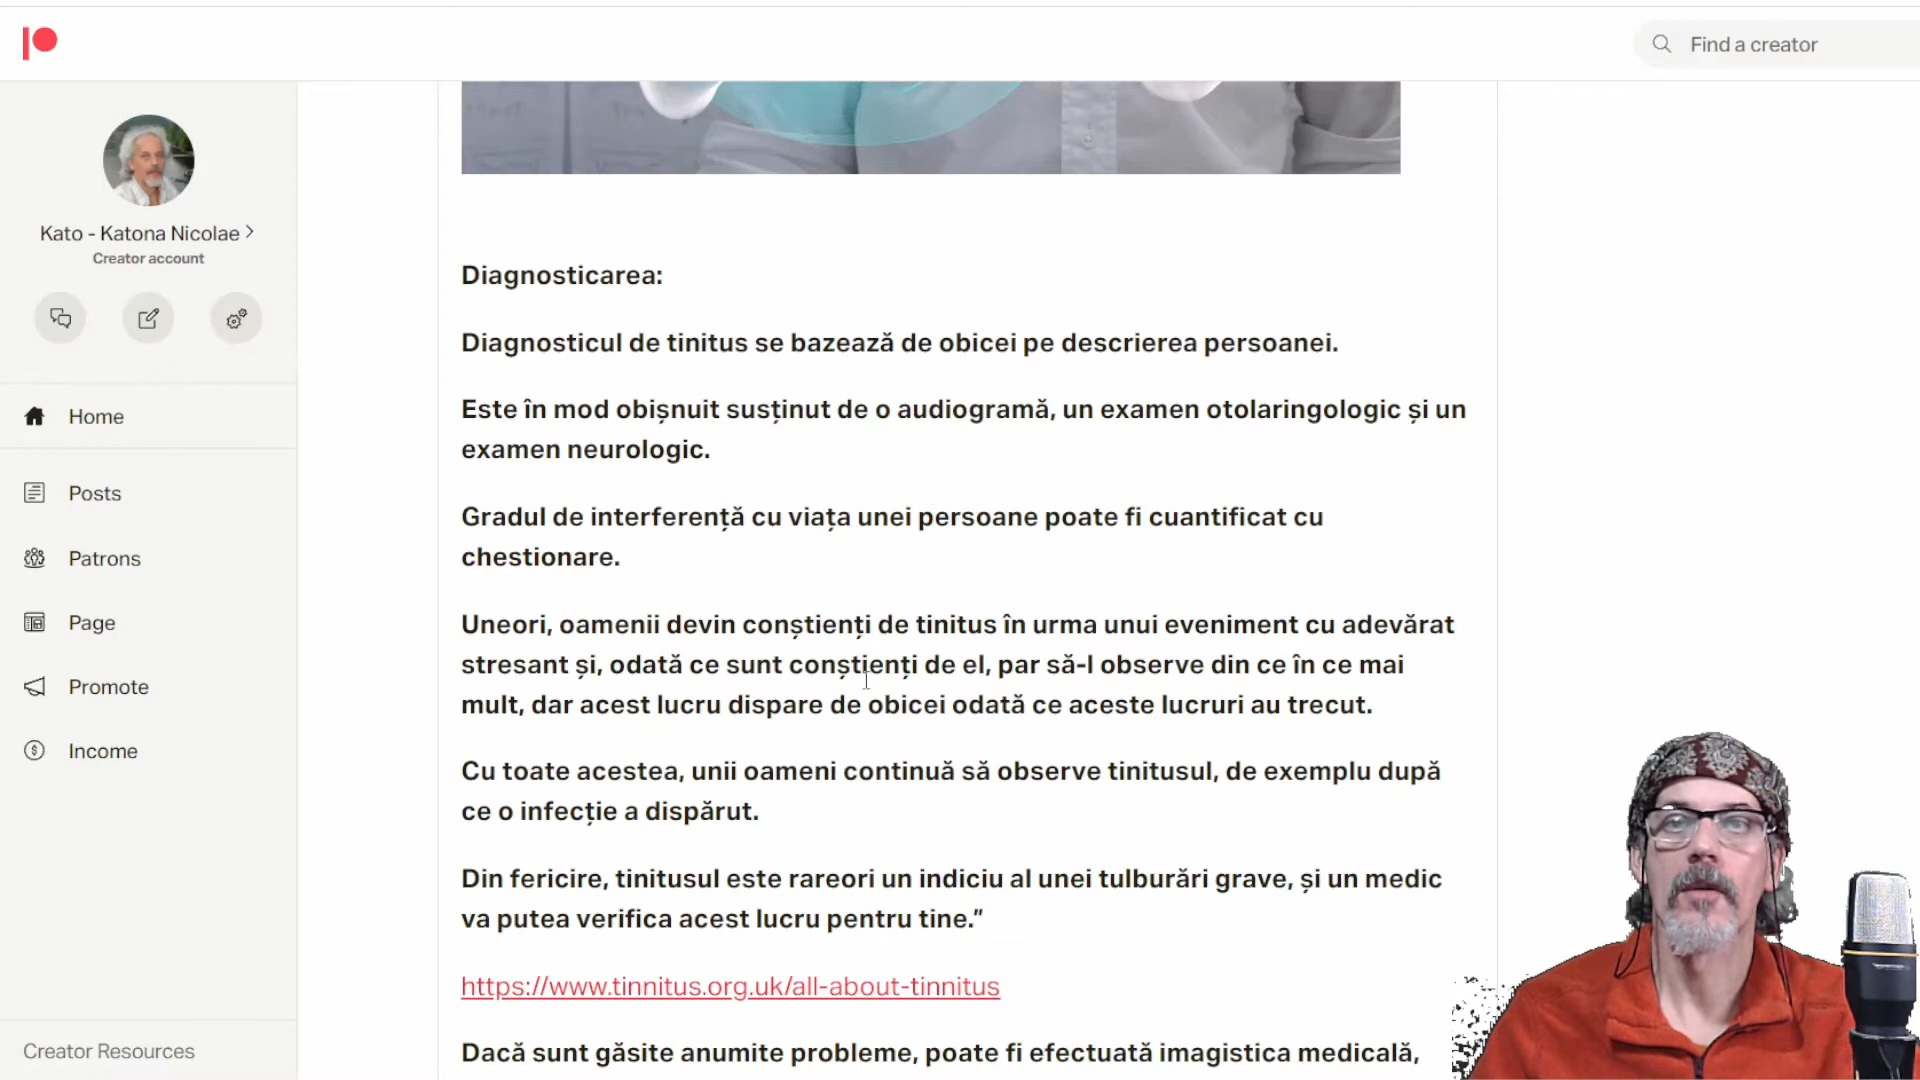 Find a creator
Kato - Katona Nicolae
Creator account
Home
Posts
Patrons
Page
Promote
Income
Creator Resources
Diagnosticarea:
Diagnosticul de tinitus se bazează de obicei pe descrierea persoanei.
Este în mod obișnuit susținut de o audiogramă, un examen otolaringologic și un
examen neurologic.
Gradul de interferență cu viața unei persoane poate fi cuantificat cu
chestionare.
Uneori, oamenii devin conștienți de tinitus în urma unui eveniment cu adevărat
stresant și, odată ce sunt conștienți de el, par să-l observe din ce în ce mai
mult, dar acest lucru dispare de obicei odată ce aceste lucruri au trecut.
Cu toate acestea, unii oameni continuă să observe tinitusul, de exemplu după
ce o infecție a dispărut.
Din fericire, tinitusul este rareori un indiciu al unei tulburări grave, și un medic
va putea verifica acest lucru pentru tine.”
https://www.tinnitus.org.uk/all-about-tinnitus
Dacă sunt găsite anumite probleme, poate fi efectuată imagistica medicală,